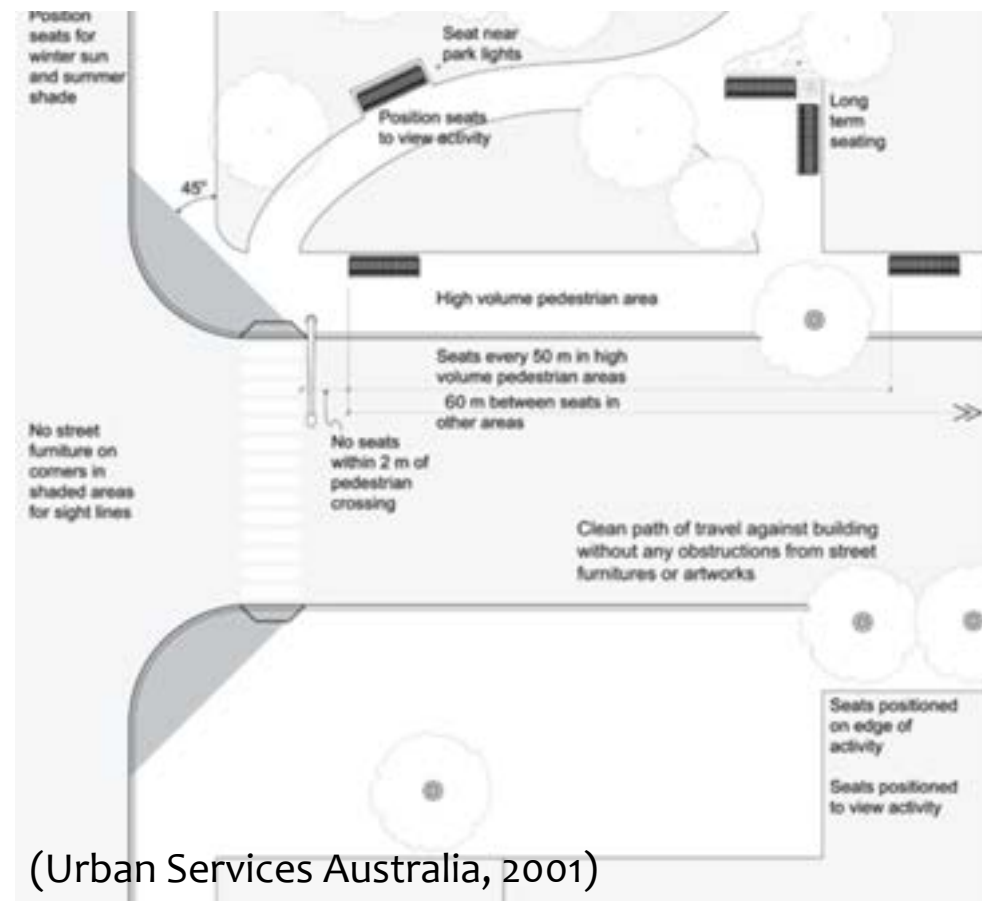 Position
seats for
winter sun
and summer
shade
Seat near
park lights
Position seats
to view activity
Long
term
seating
45°
High volume pedestrian area
Seats every 50 m in high
volume pedestrian areas
60 m between seats in
other areas
No seats
within 2 m of
pedestrian
crossing
No street
furniture on
corners in
shaded areas
for sight lines
Clean path of travel against building
without any obstructions from street
furnitures or artworks
Seats positioned
on edge of
activity
Seats positioned
to view activity
(Urban Services Australia, 2001)